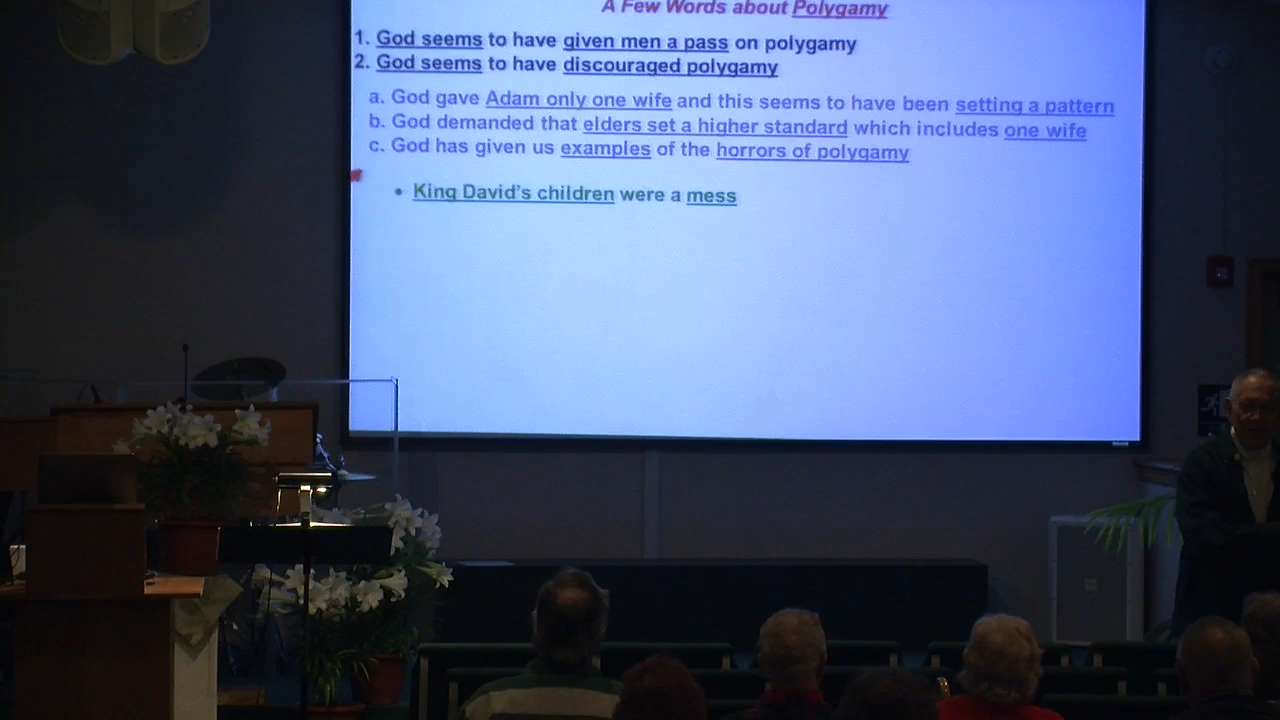 A Few Words about Polygamy
1. God seems to have given men a pass on polygamy
2. God seems to have discouraged polygamy
a. God gave Adam only one wife and this seems to have been setting a pattern
b. God demanded that elders set a higher standard which includes one wife
c. God has given us examples of the horrors of polygamy
• King David's children were a mess